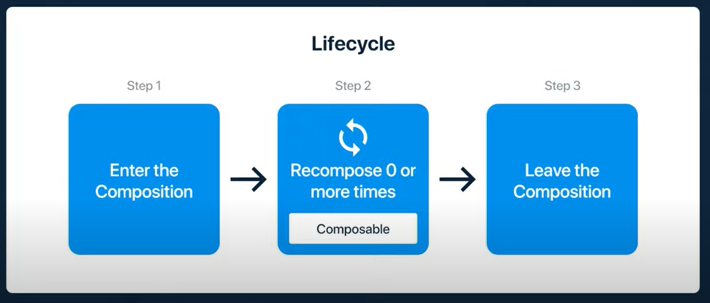 Lifecycle
Step 1
Step 2
Step 3
Enter the
Composition
Recompose 0 or
more times
Composable
Leave the
Composition